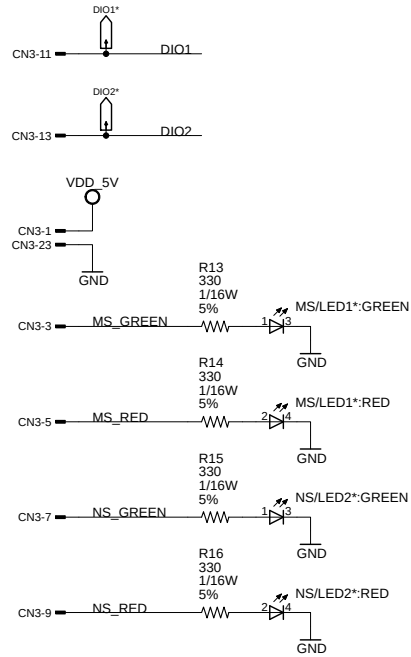 DIO1*
CN3-11 DIO1
DIO2*
CN3-13 DIO2
VDD_5V
CN3-1
CN3-23
GND
R13
330
1/16W
5%
MS/LED1*:GREEN
CN3-3 MS_GREEN 1 3
GND
R14
330
1/16W
5%
MS/LED1*:RED
CN3-5 MS_RED 2 4
GND
R15
330
1/16W
5%
NS/LED2*:GREEN
CN3-7 NS_GREEN 1 3
GND
R16
330
1/16W
5%
NS/LED2*:RED
CN3-9 NS_RED 2 4
GND